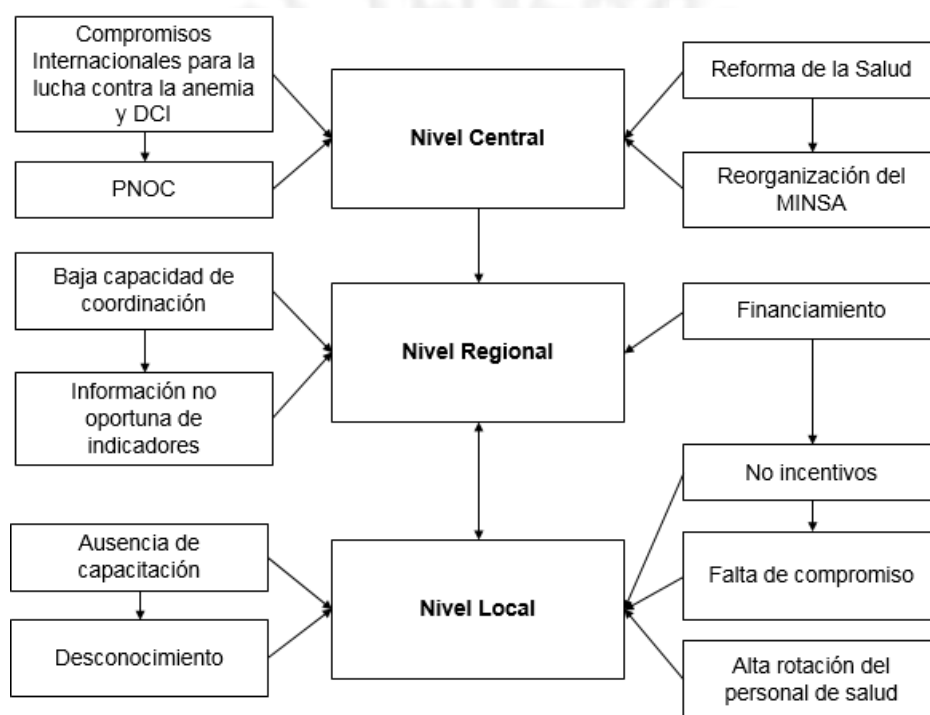 Compromisos
Internacionales para la
lucha contra la anemia
y DCI
PNOC
Nivel Central
Reforma de la Salud
Reorganización del
MINSA
Baja capacidad de
coordinación
Información no
oportuna de
indicadores
Nivel Regional
Financiamiento
No incentivos
Ausencia de
capacitación
Desconocimiento
Nivel Local
Falta de compromiso
Alta rotación del
personal de salud